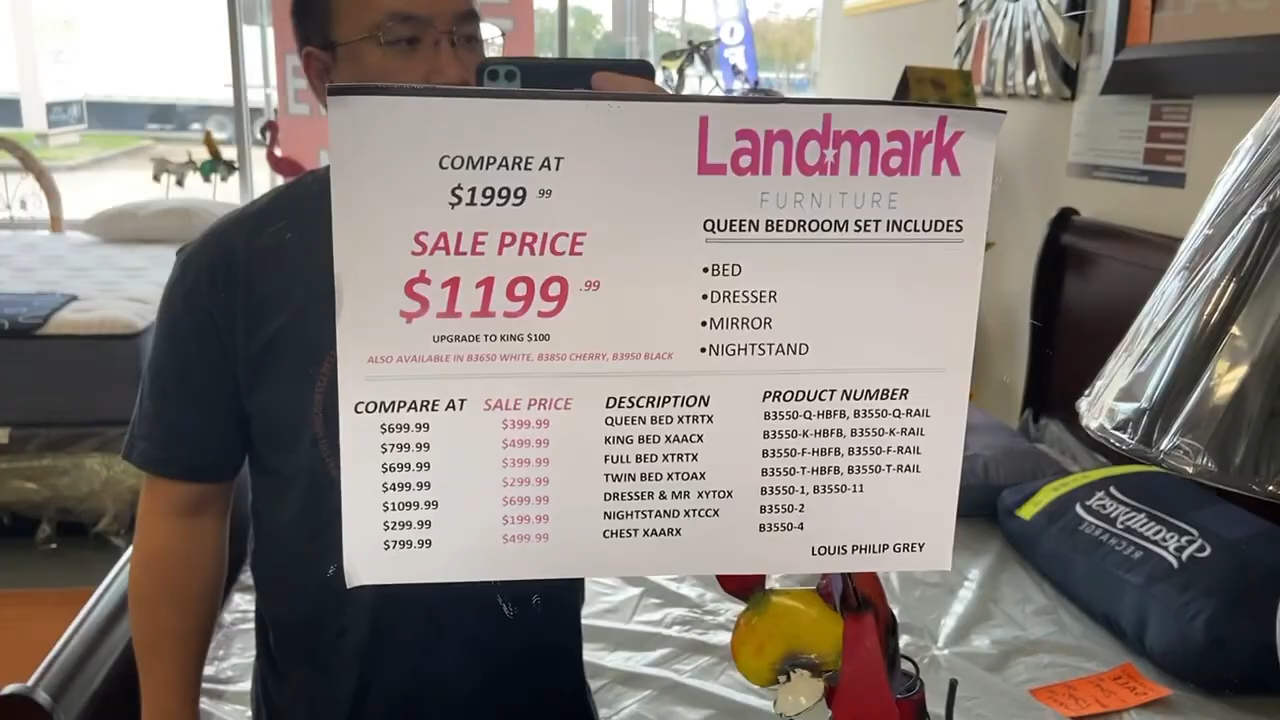 COMPARE AT
$1999 .99
SALE PRICE
$1199 .99
UPGRADE TO KING $100
ALSO AVAILABLE IN B3650 WHITE, B3850 CHERRY, B3950 BLACK
Landmark
FURNITURE
QUEEN BEDROOM SET INCLUDES
•BED
•DRESSER
•MIRROR
•NIGHTSTAND
COMPARE AT SALE PRICE DESCRIPTION PRODUCT NUMBER
$699.99 $399.99 QUEEN BED XTRTX B3550-Q-HBFB, B3550-Q-RAIL
$799.99 $499.99 KING BED XAACX B3550-K-HBFB, B3550-K-RAIL
$699.99 $399.99 FULL BED XTRTX B3550-F-HBFB, B3550-F-RAIL
$499.99 $299.99 TWIN BED XTOAX B3550-T-HBFB, B3550-T-RAIL
$1099.99 $699.99 DRESSER & MR XYTOX B3550-1, B3550-11
$299.99 $199.99 NIGHTSTAND XTCCX B3550-2
$799.99 $499.99 CHEST XAARX B3550-4
LOUIS PHILIP GREY
Beautyrest
RECHARGE
SALE